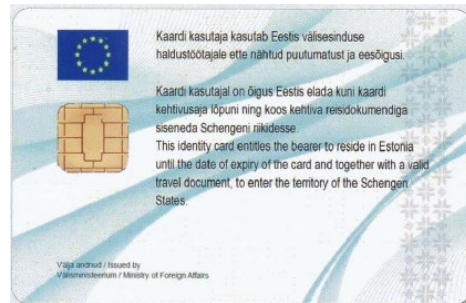 Kaardi kasutaja kasutab Eestis välisesinduse
haldustöötajale ette nähtud puutumatust ja eesõigusi.
Kaardi kasutajal on õigus Eestis elada kuni kaardi
kehtivusaja lõpuni ning koos kehtiva reisidokumendiga
siseneda Schengeni riikidesse.
This identity card entitles the bearer to reside in Estonia
until the date of expiry of the card and together with a valid
travel document, to enter the territory of the Schengen
States.
Välja andnud / Issued by
Välisministeerium / Ministry of Foreign Affairs